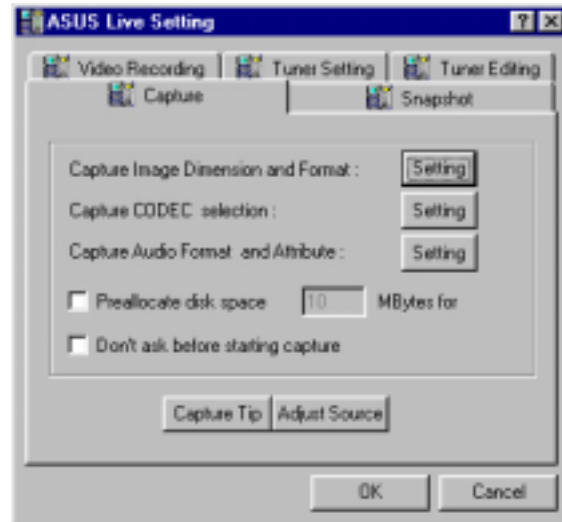 ASUS Live Setting
Video Recording
Tuner Setting
Tuner Editing
Capture
Snapshot
Capture Image Dimension and Format : Setting
Capture CODEC selection : Setting
Capture Audio Format and Attribute : Setting
Preallocate disk space 10 MBytes for
Don't ask before starting capture
Capture Tip
Adjust Source
OK
Cancel